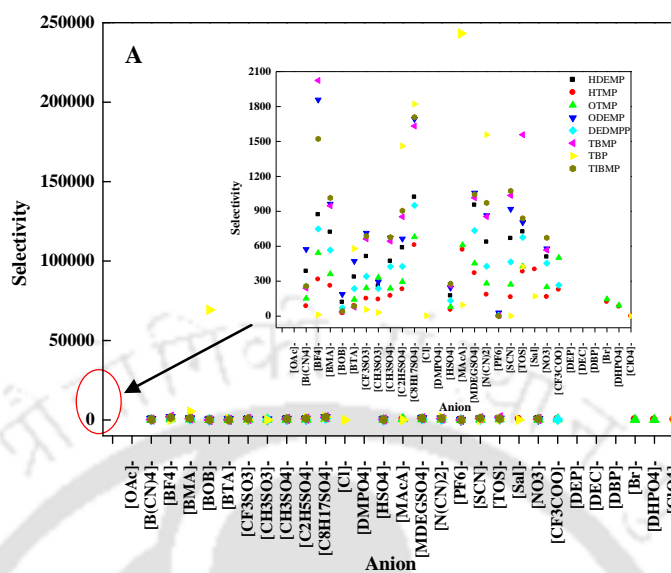 A
250000
200000
150000
100000
50000
0
Selectivity
2100
1800
1500
1200
900
600
300
0
Selectivity
HDEMP
HTMP
OTMP
ODEMP
DEDMPP
TBMP
TBP
TIBMP
[OAc]-
[B(CN)4]-
[BF4]-
[BMA]-
[BOB]-
[BTA]-
[CF3SO3]-
[CH3SO3]-
[CH3SO4]-
[C2H5SO4]-
[C8H17SO4]-
[Cl]-
[DMPO4]-
[HSO4]-
[MAcA]-
[MDEGSO4]-
[N(CN)2]-
[PF6]-
[SCN]-
[TOS]-
[Sal]-
[NO3]-
[CF3COO]-
[DEP]-
[DEC]-
[DBP]-
[Br]-
[DHPO4]-
[ClO4]-
Anion
[OAc]-
[B(CN)4]-
[BF4]-
[BMA]-
[BOB]-
[BTA]-
[CF3SO3]-
[CH3SO3]-
[CH3SO4]-
[C2H5SO4]-
[C8H17SO4]-
[Cl]-
[DMPO4]-
[HSO4]-
[MAcA]-
[MDEGSO4]-
[N(CN)2]-
[PF6]-
[SCN]-
[TOS]-
[Sal]-
[NO3]-
[CF3COO]-
[DEP]-
[DEC]-
[DBP]-
[Br]-
[DHPO4]-
Anion